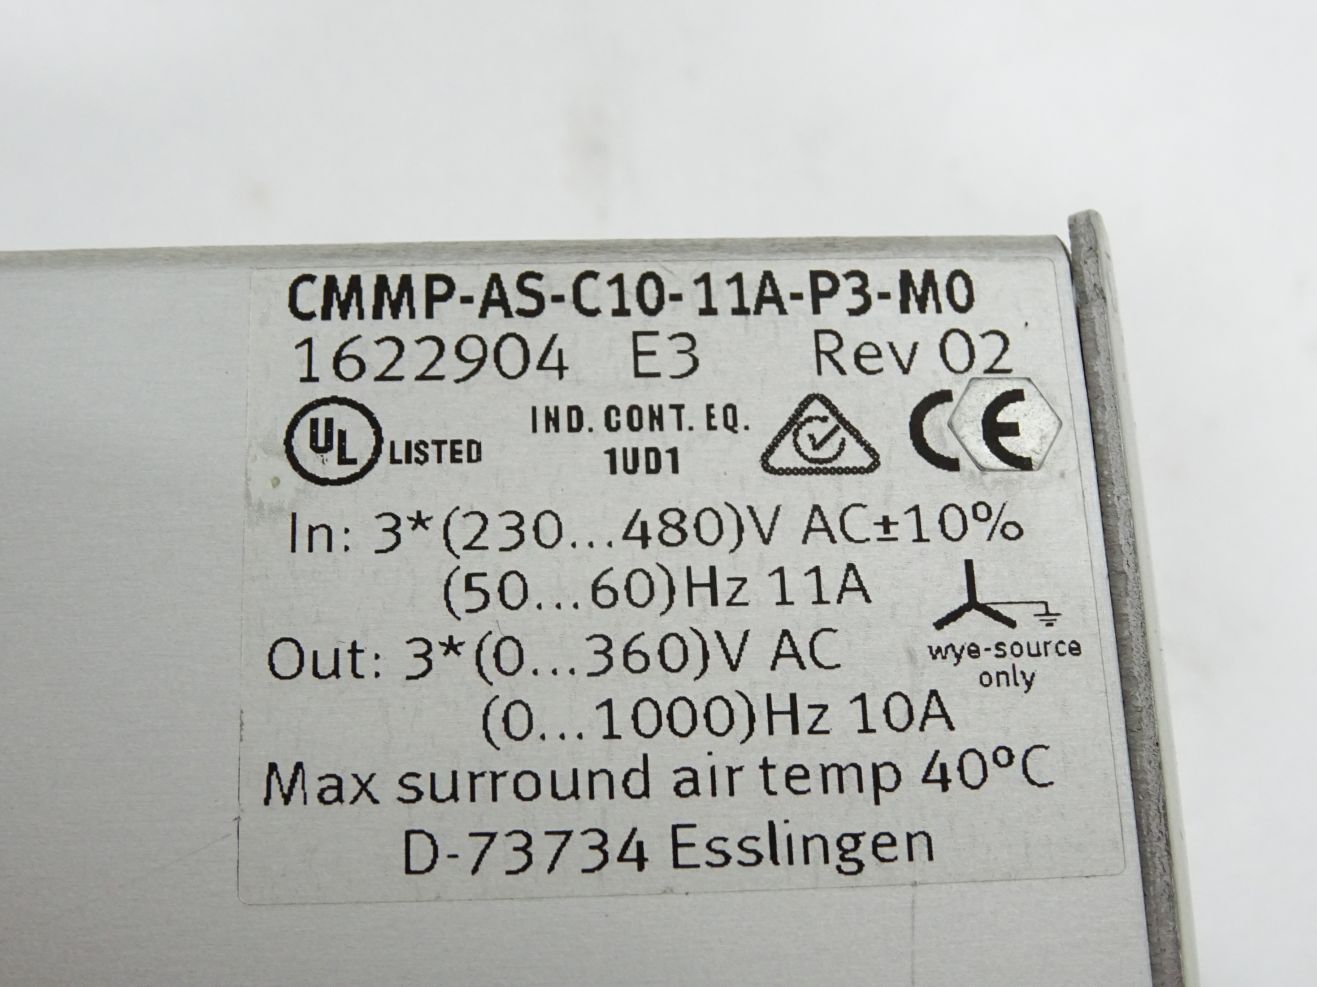 CMMP-AS-C10-11A-P3-M0
1622904 E3 Rev 02
UL LISTED IND. CONT. EQ. 1UD1 CE
In: 3*(230...480)V AC±10%
(50...60)Hz 11A
Out: 3*(0...360)V AC
wye-source
only
(0...1000)Hz 10A
Max surround air temp 40°C
D-73734 Esslingen